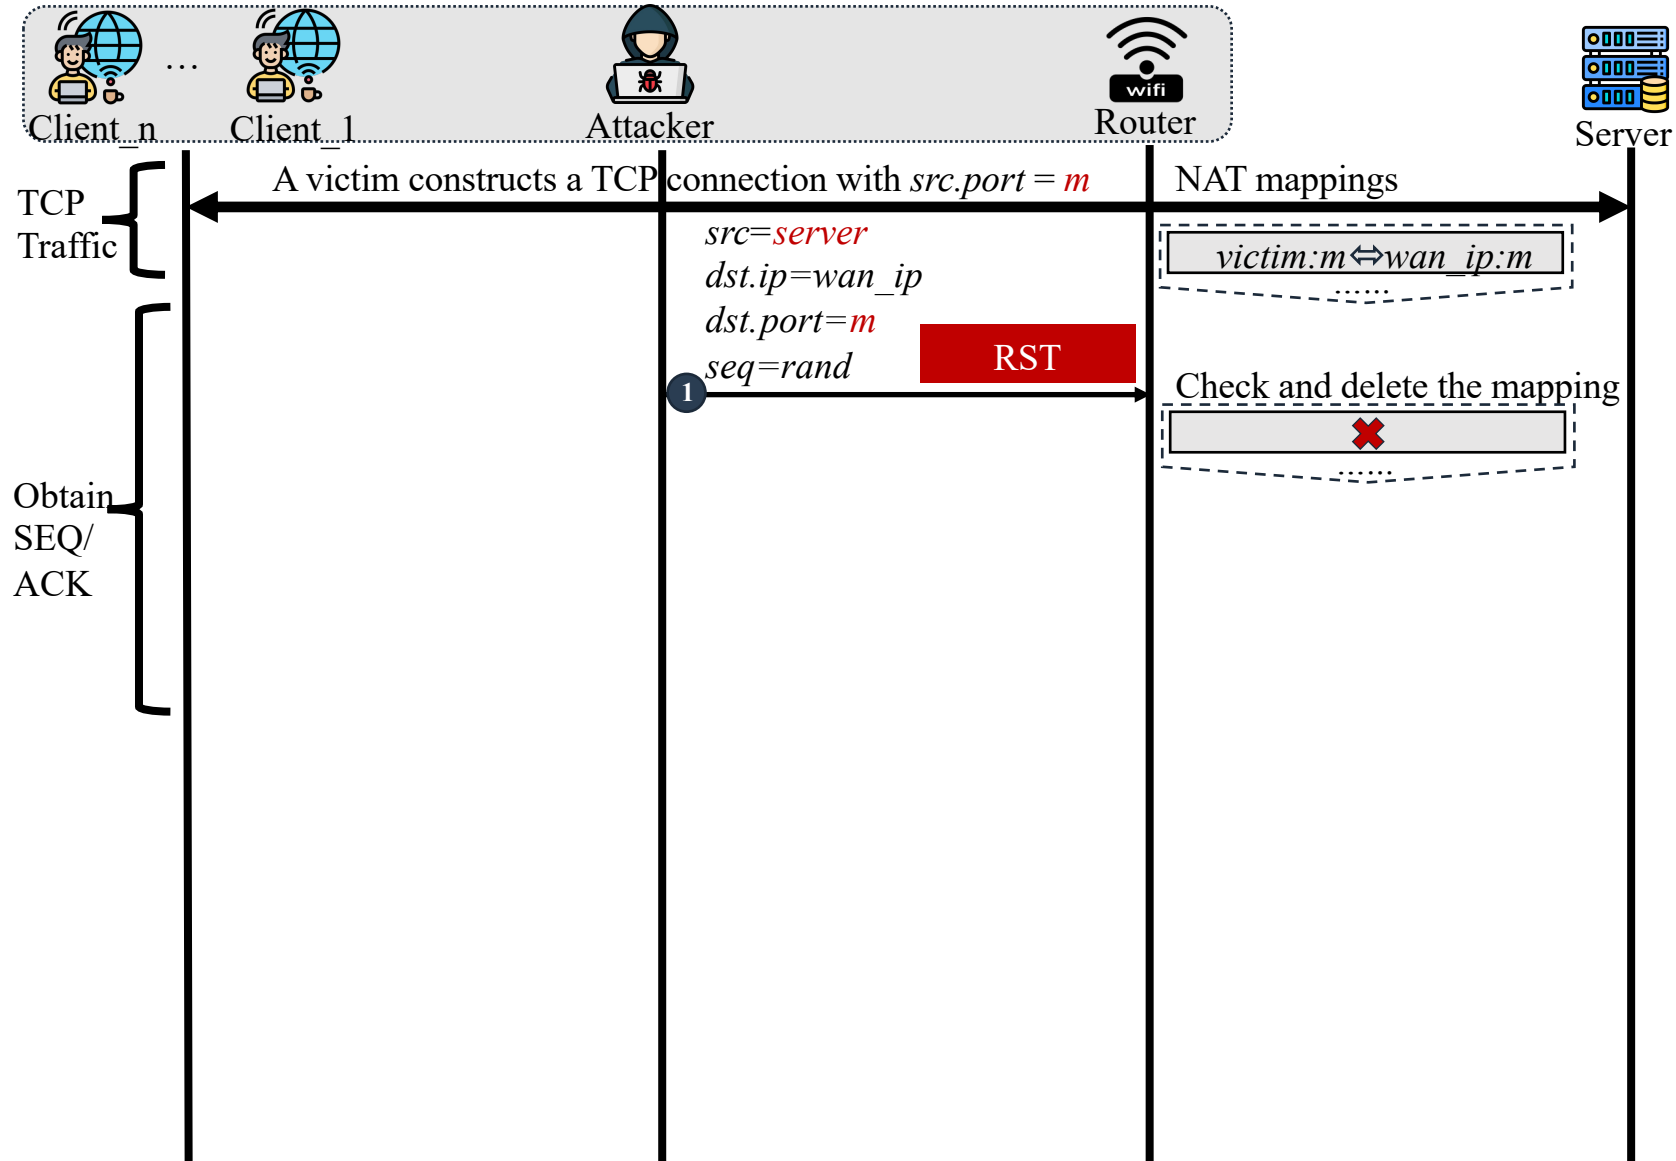 …
wifi
Client_n
Client_1
Attacker
Router
Server
TCP
Traffic
A victim constructs a TCP connection with src.port = m
NAT mappings
src=server
dst.ip=wan_ip
dst.port=m
seq=rand
victim:m⇔wan_ip:m
……
RST
1
Check and delete the mapping
……
Obtain
SEQ/
ACK